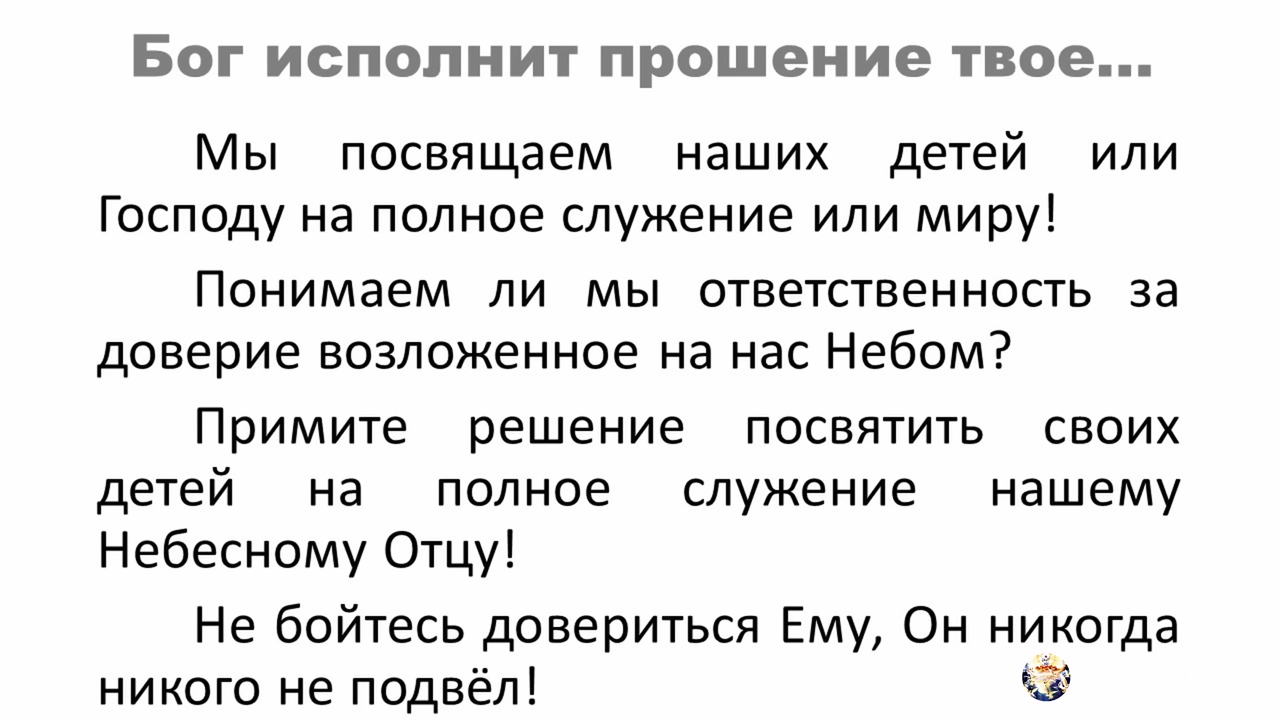 Бог исполнит прошение твое...
Мы посвящаем наших детей или
Господу на полное служение или миру!
Понимаем ли мы ответственность за
доверие возложенное на нас Небом?
Примите решение посвятить своих
детей на полное служение нашему
Небесному Отцу!
Не бойтесь довериться Ему, Он никогда
никого не подвёл!